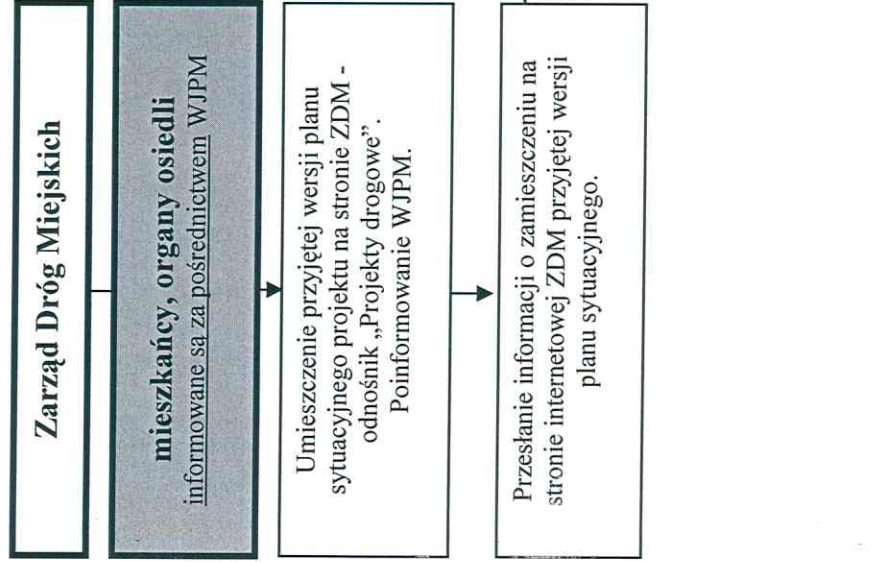 Zarząd Dróg Miejskich
mieszkańcy, organy osiedli
informowane są za pośrednictwem WJPM
Umieszczenie przyjętej wersji planu
sytuacyjnego projektu na stronie ZDM -
odnośnik „Projekty drogowe”.
Poinformowanie WJPM.
Przesłanie informacji o zamieszczeniu na
stronie internetowej ZDM przyjętej wersji
planu sytuacyjnego.